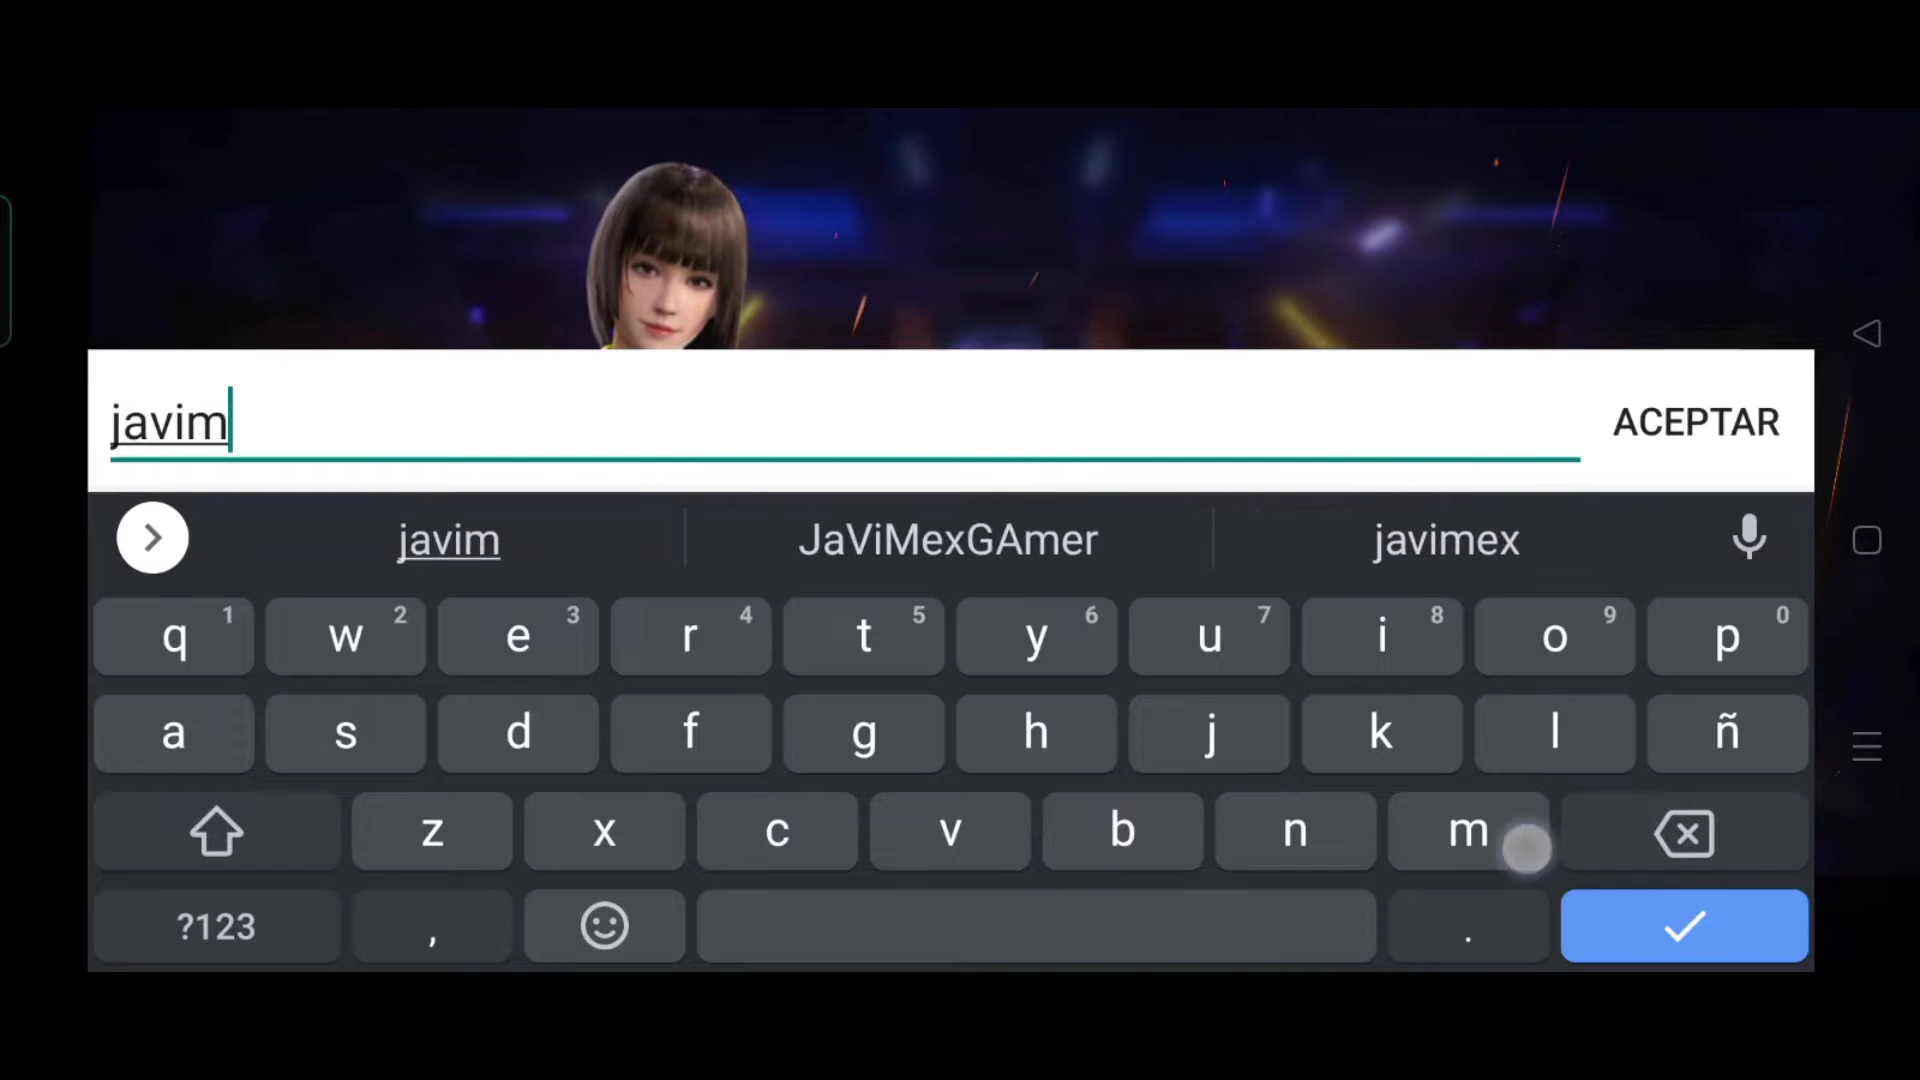 javim
ACEPTAR
javim JaViMexGAmer javimex
q 1 w 2 e 3 r 4 t 5 y 6 u 7 i 8 o 9 p 0
a s d f g h j k l ñ
z x c v b n m
?123 , .